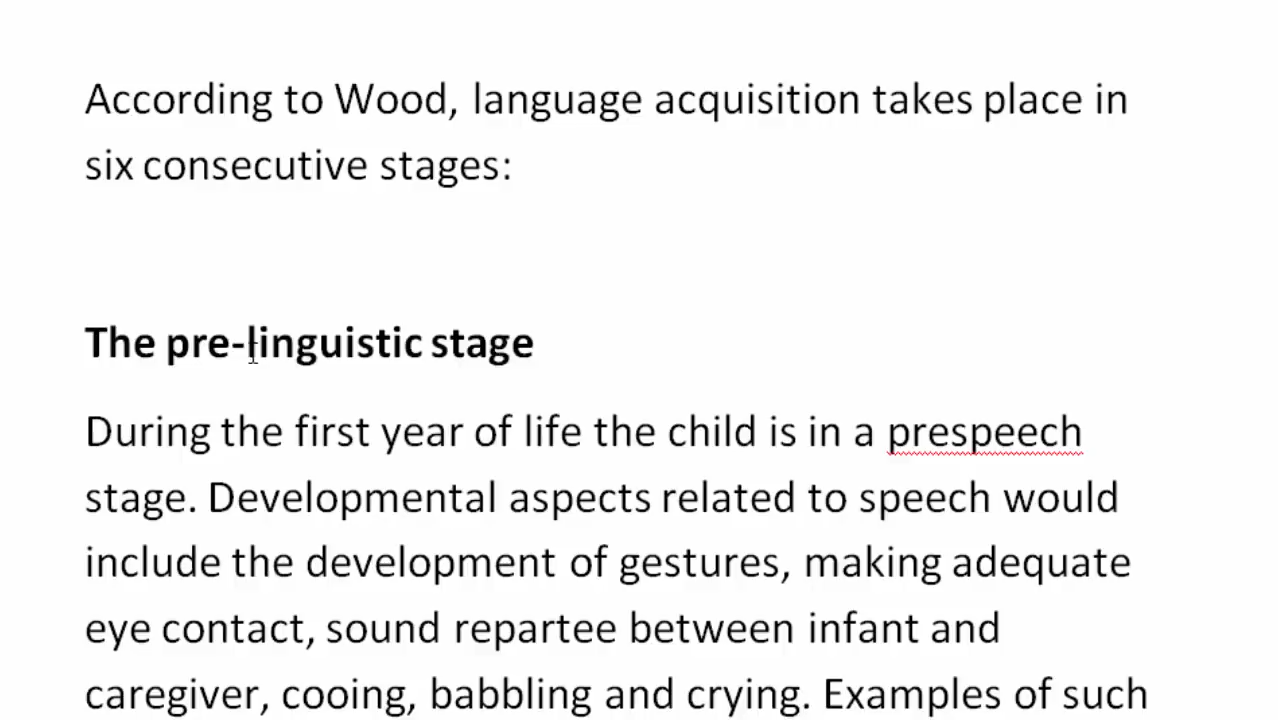 According to Wood, language acquisition takes place in
six consecutive stages:
The pre-linguistic stage
During the first year of life the child is in a prespeech
stage. Developmental aspects related to speech would
include the development of gestures, making adequate
eye contact, sound repartee between infant and
caregiver, cooing, babbling and crying. Examples of such